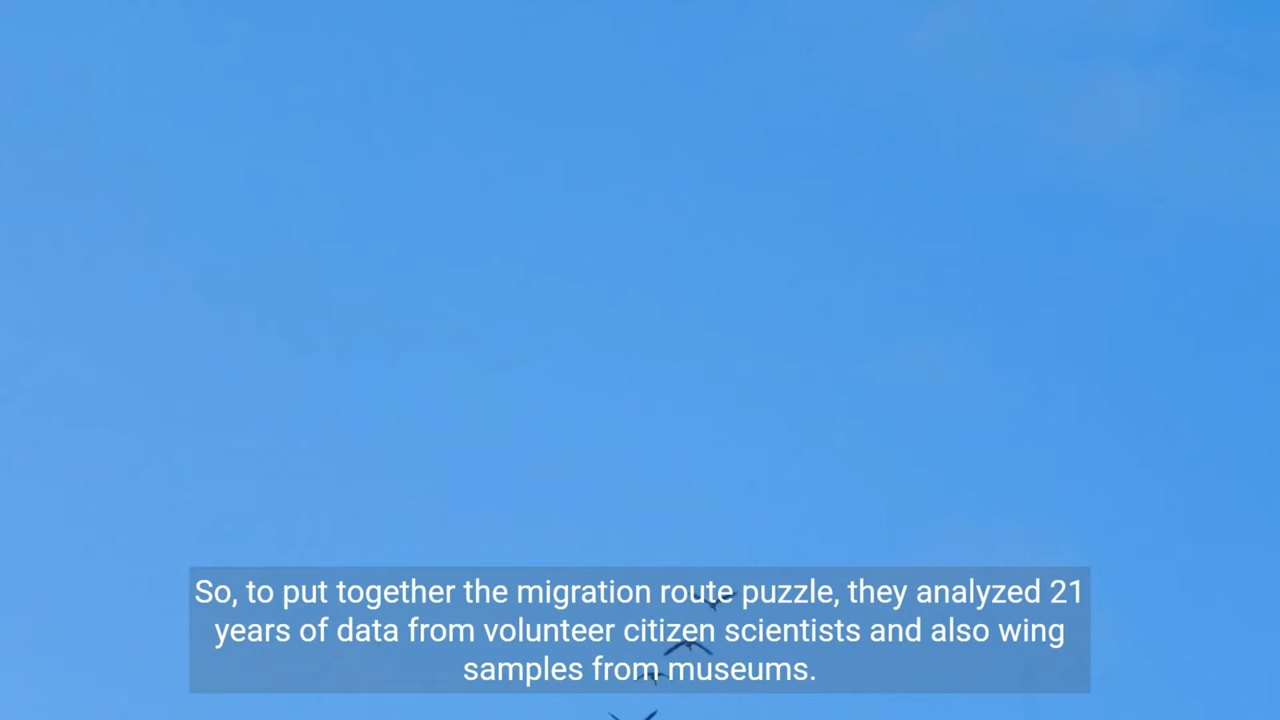 So, to put together the migration route puzzle, they analyzed 21
years of data from volunteer citizen scientists and also wing
samples from museums.